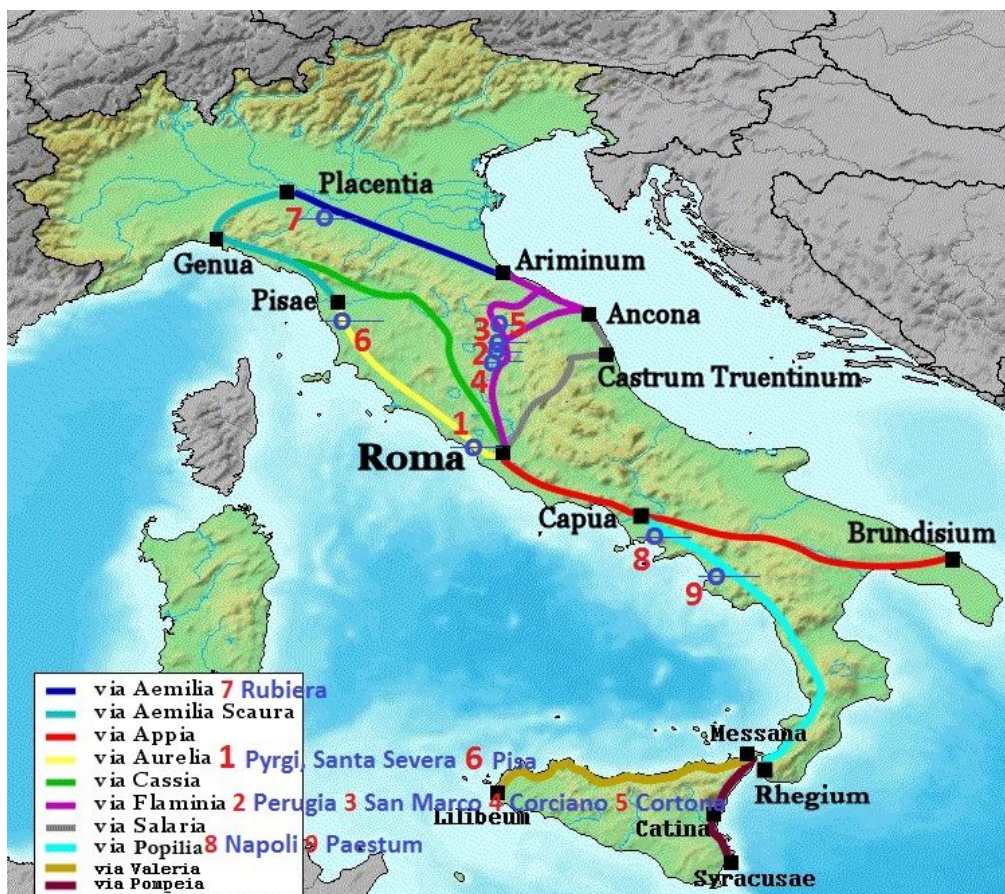 Placentia
7
Genua
Ariminum
Pisae
6
3 5
2
4
Ancona
Castrum Truentinum
1
Roma
Capua
8
9
Brundisium
via Aemilia 7 Rubiera
via Aemilia Scaura
via Appia
via Aurelia 1 Pyrgi, Santa Severa 6 Pisa
via Cassia
via Flaminia 2 Perugia 3 San Marco 4 Corciano 5 Cortona
via Salaria
via Popilia 8 Napoli 9 Paestum
via Valeria
via Pompeia
Messana
Rhegium
Lilibeum
Catina
Syracusae